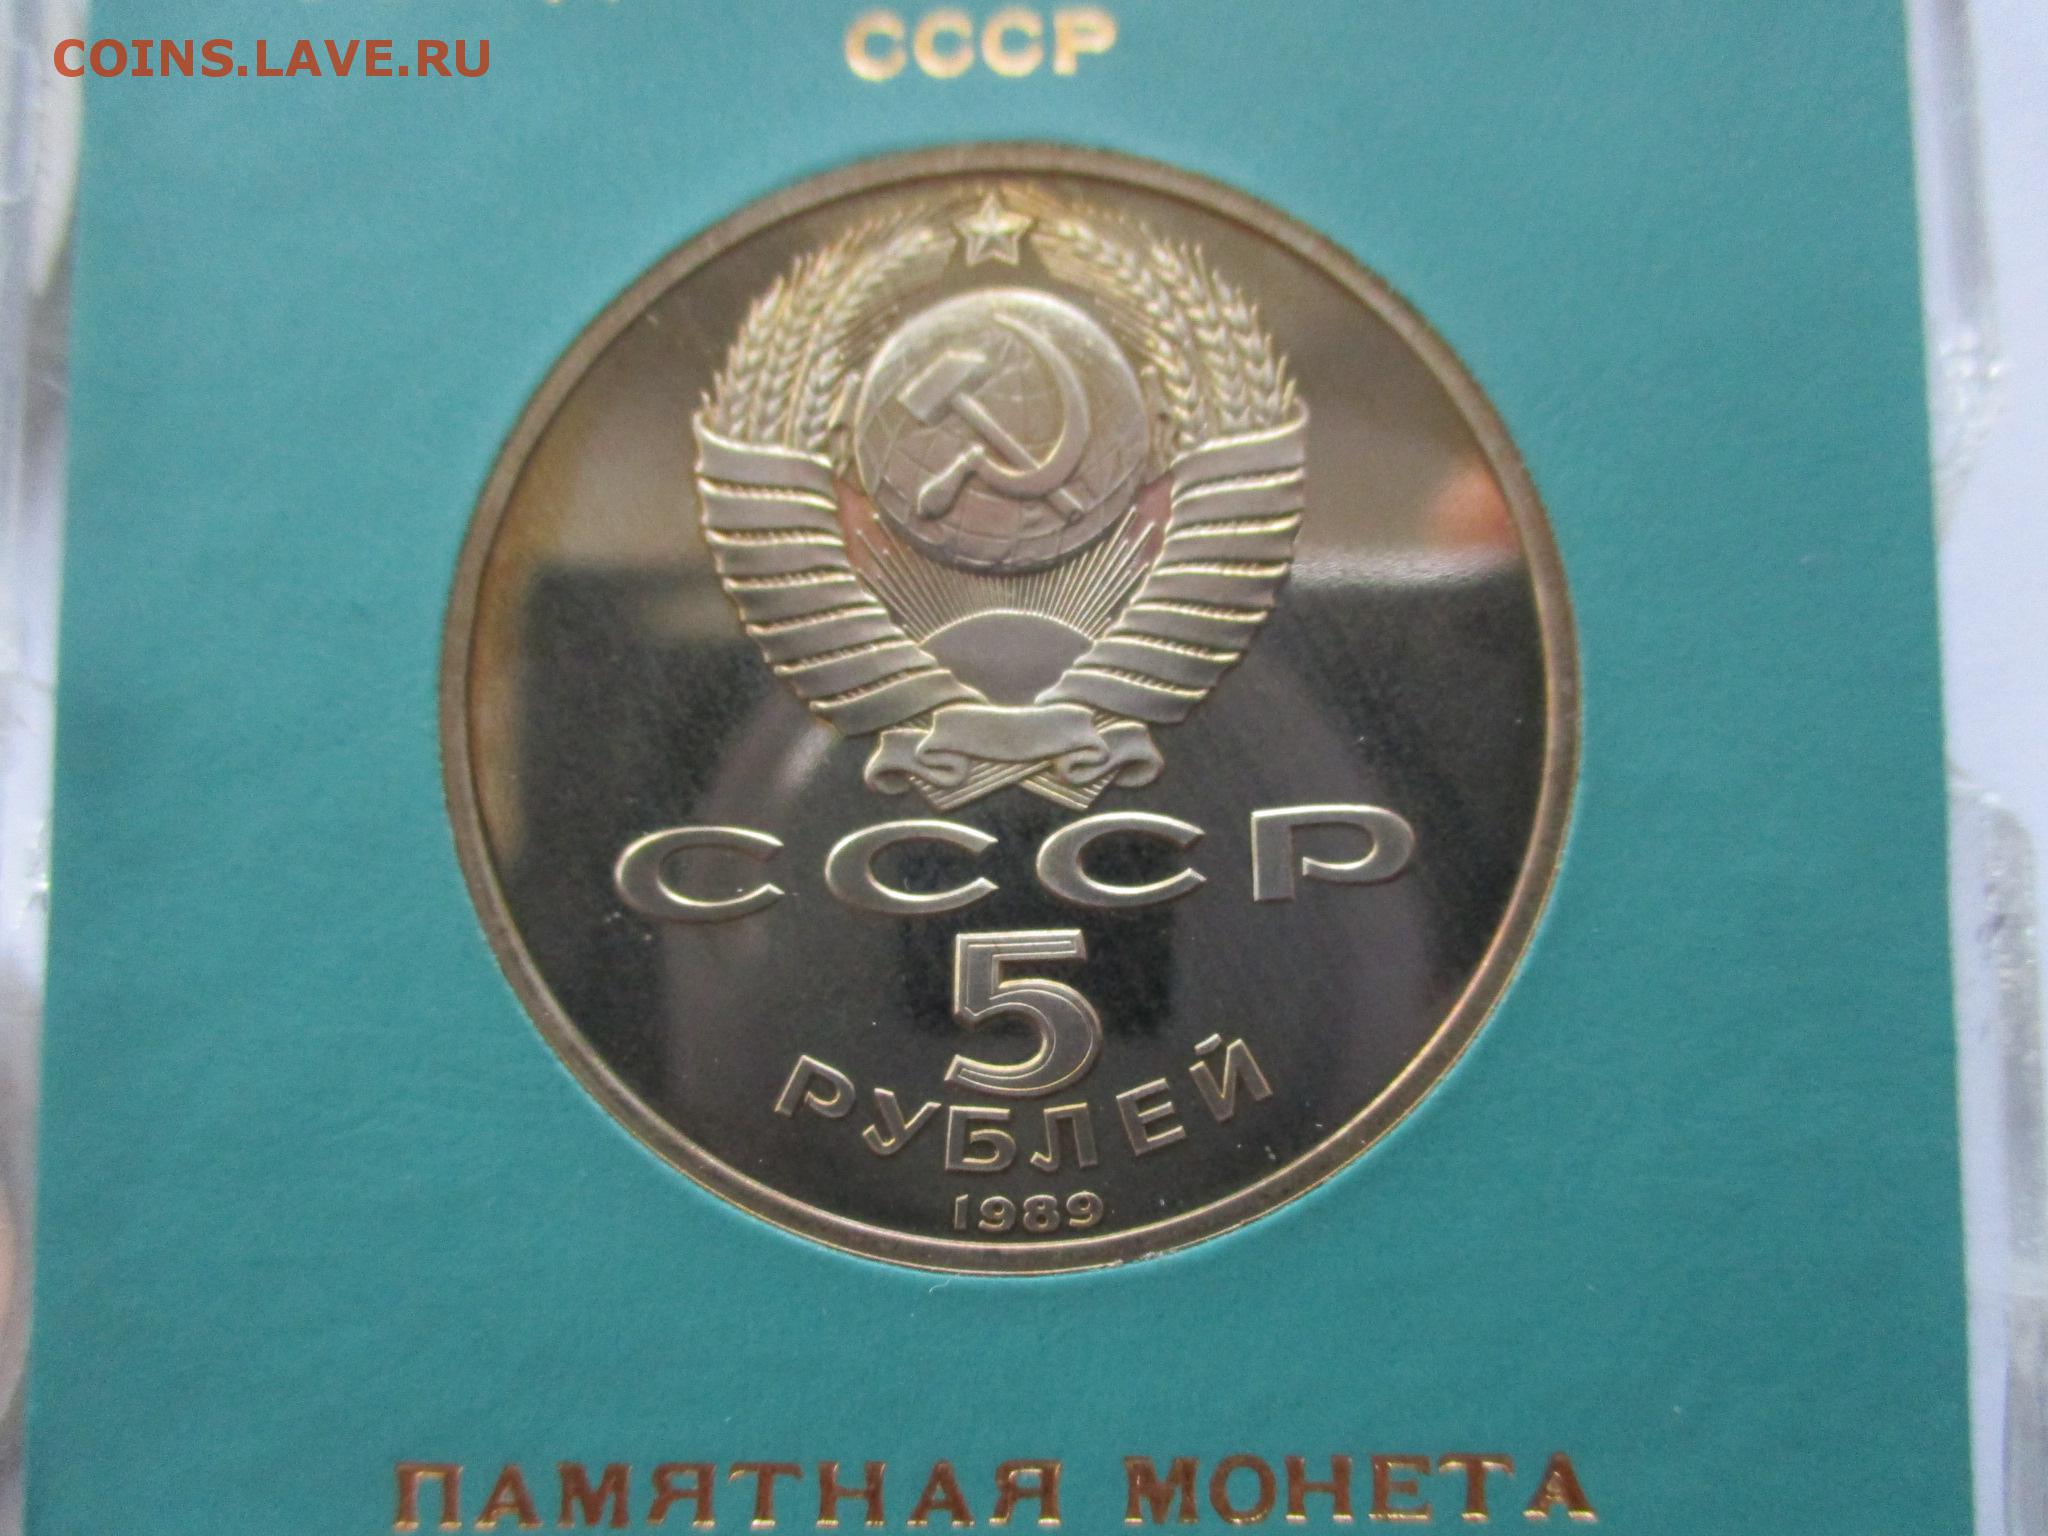 COINS.LAVE.RU
СССР
СССР
5
РУБЛЕЙ
1989
ПАМЯТНАЯ МОНЕТА